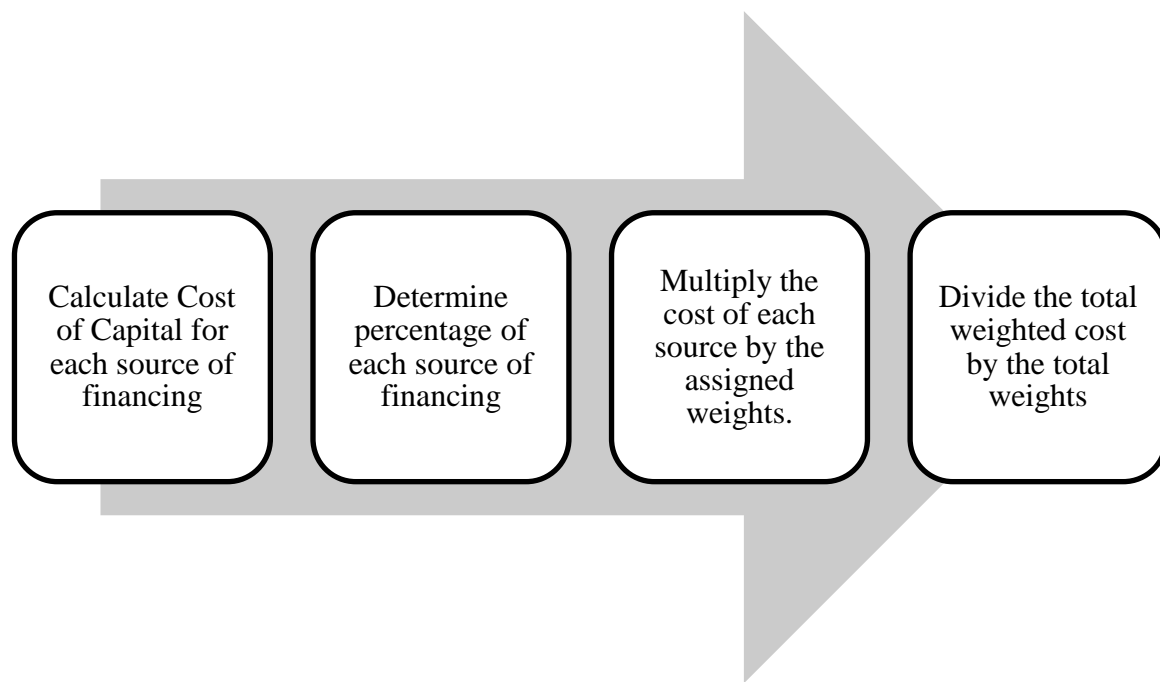 Calculate Cost
of Capital for
each source of
financing
Determine
percentage of
each source of
financing
Multiply the
cost of each
source by the
assigned
weights.
Divide the total
weighted cost
by the total
weights